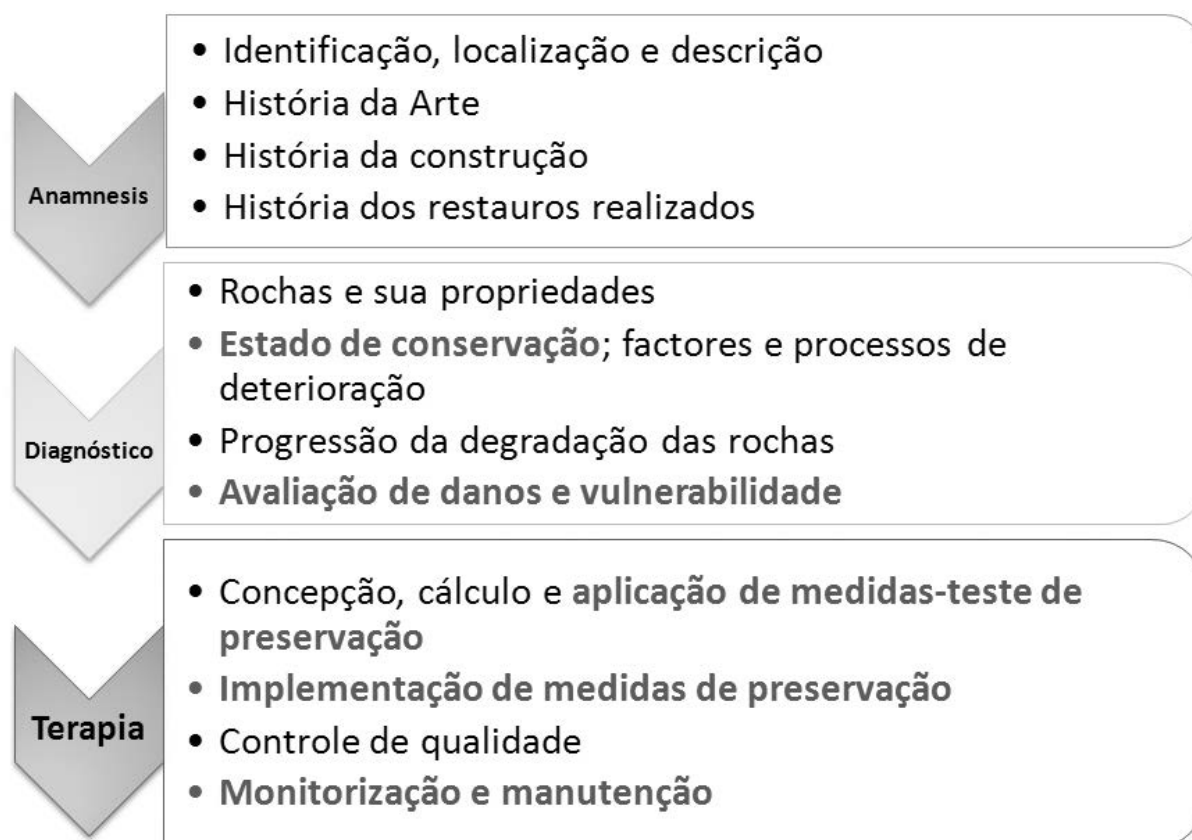 Anamnesis
• Identificação, localização e descrição
• História da Arte
• História da construção
• História dos restauros realizados
Diagnóstico
• Rochas e sua propriedades
• Estado de conservação; factores e processos de
deterioração
• Progressão da degradação das rochas
• Avaliação de danos e vulnerabilidade
Terapia
• Concepção, cálculo e aplicação de medidas-teste de
preservação
• Implementação de medidas de preservação
• Controle de qualidade
• Monitorização e manutenção